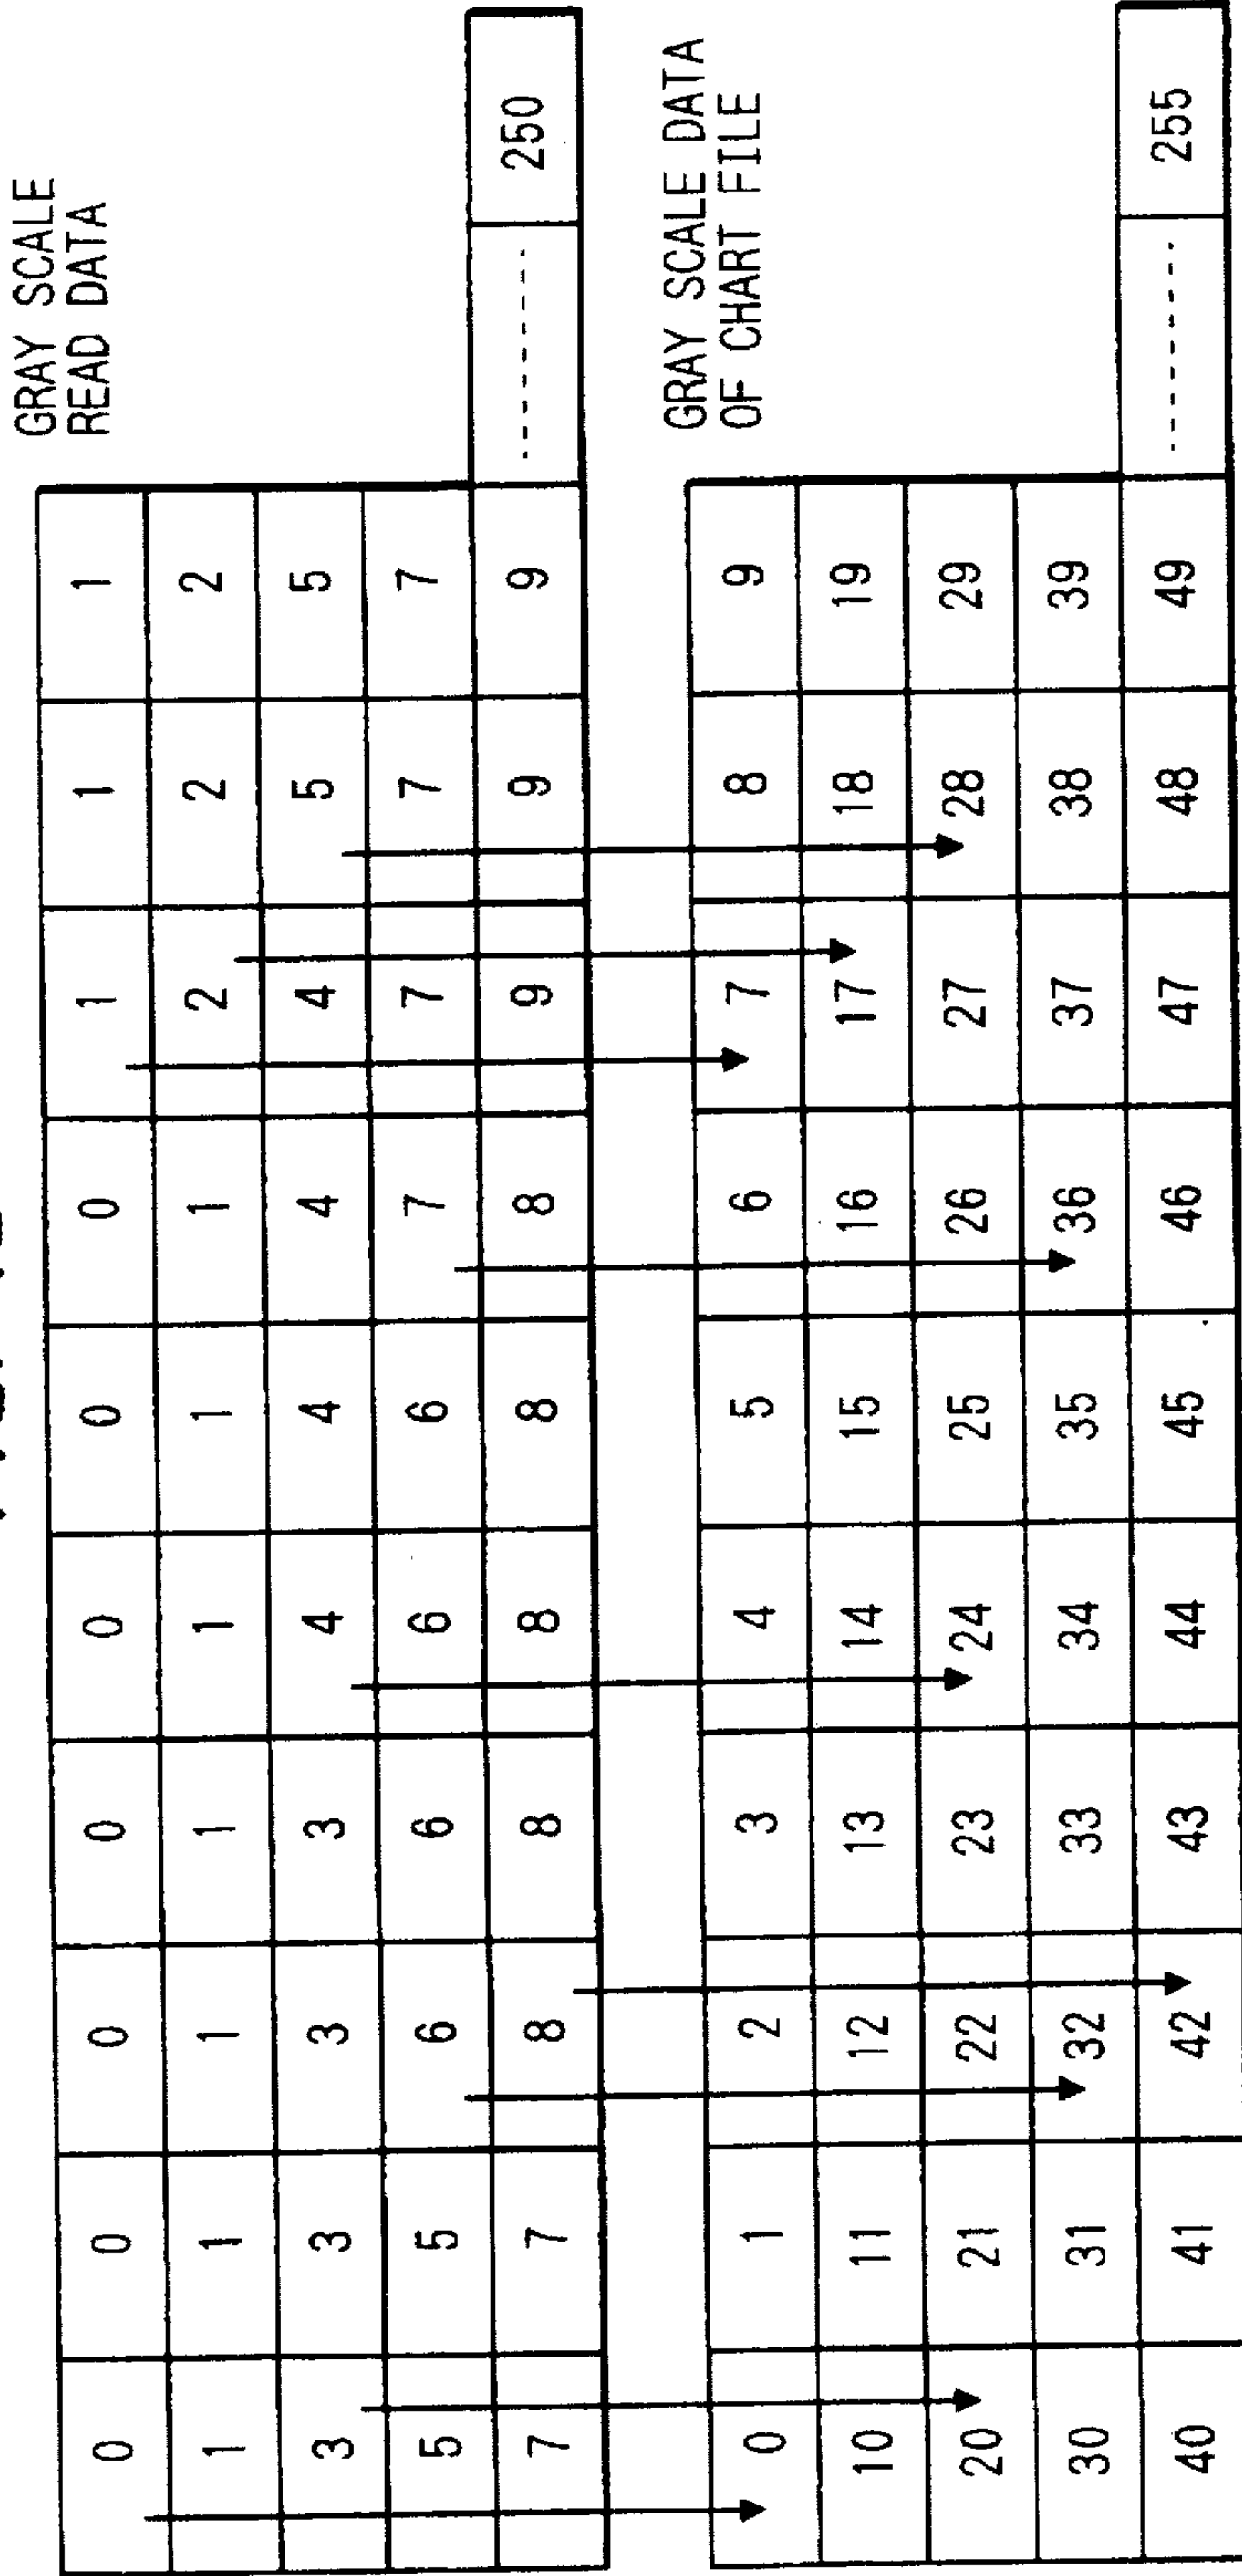 GRAY SCALE
READ DATA
0 0 0 0 0 0 0 1 1 1
1 1 1 1 1 1 1 2 2 2
3 3 3 3 4 4 4 4 5 5
5 5 6 6 6 6 7 7 7 7
7 7 8 8 8 8 8 9 9 9 --------- 250
GRAY SCALE DATA
OF CHART FILE
0 1 2 3 4 5 6 7 8 9
10 11 12 13 14 15 16 17 18 19
20 21 22 23 24 25 26 27 28 29
30 31 32 33 34 35 36 37 38 39
40 41 42 43 44 45 46 47 48 49 --------- 255